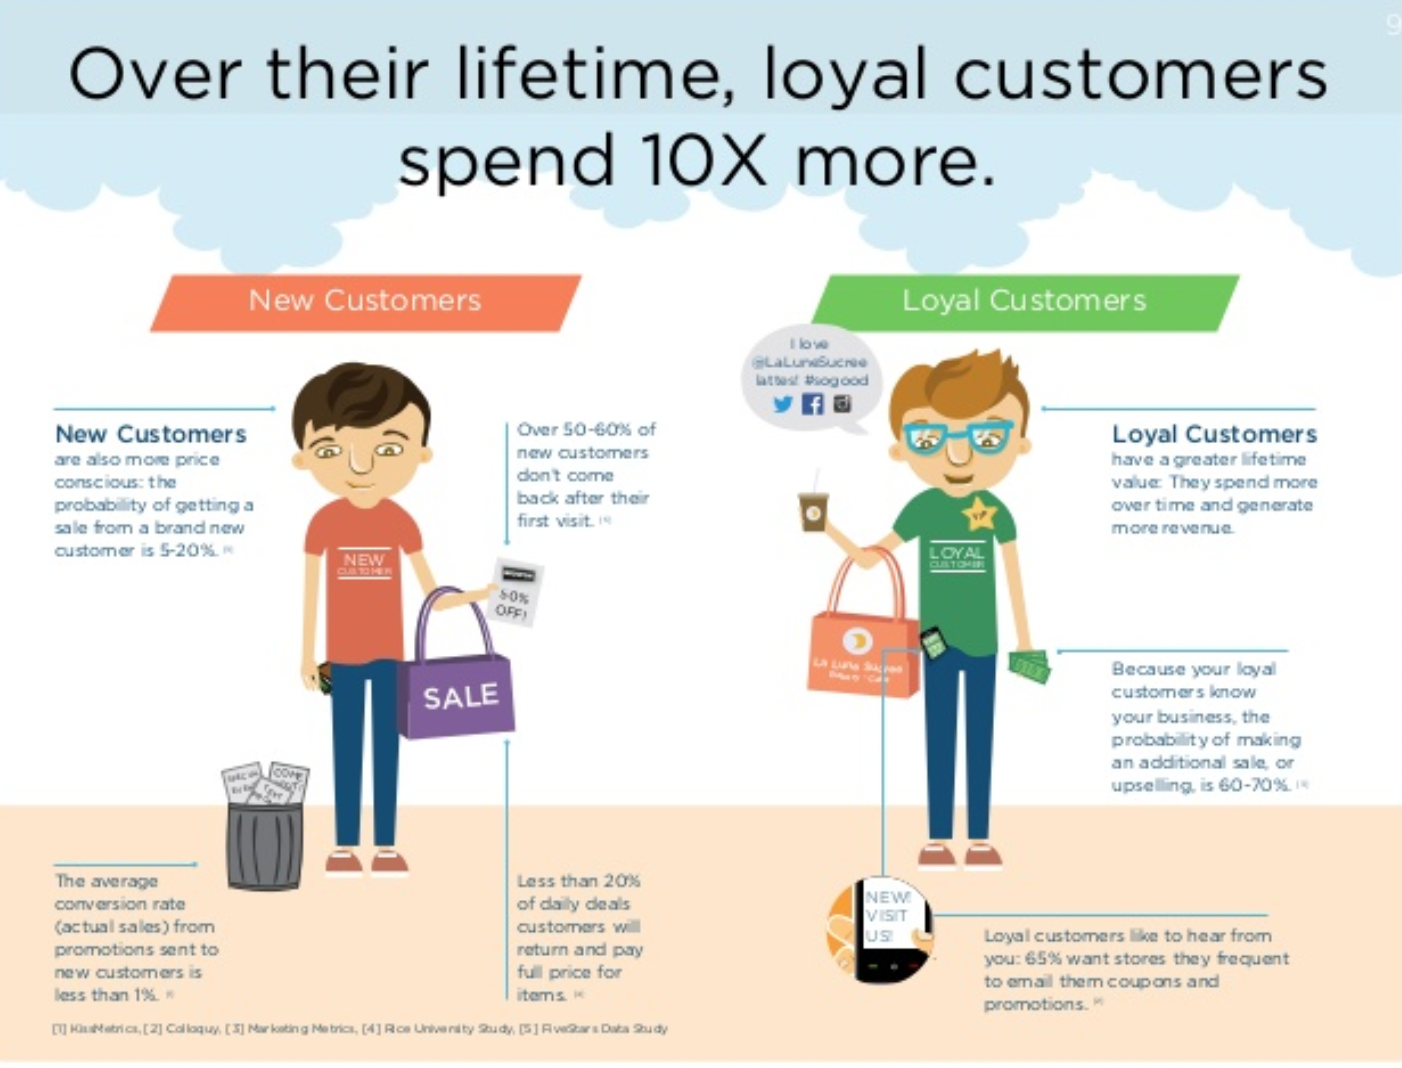 9
Over their lifetime, loyal customers
spend 10X more.
New Customers
New Customers
are also more price
conscious: the
probability of getting a
sale from a brand new
customer is 5-20%.
Over 50-60% of
new customers
don't come
back after their
first visit.
NEW
CUSTOMER
50%
OFF!
SALE
The average
conversion rate
(actual sales) from
promotions sent to
new customers is
less than 1%.
Less than 20%
of daily deals
customers will
return and pay
full price for
items.
Loyal Customers
I love
@LaLuneSucree
lattes! #sogood
VIP
LOYAL
CUSTOMER
La Lune Sucree
Bakery · Cafe
Loyal Customers
have a greater lifetime
value: They spend more
over time and generate
more revenue.
Because your loyal
customers know
your business, the
probability of making
an additional sale, or
upselling, is 60-70%.
NEW!
VISIT
US!
Loyal customers like to hear from
you: 65% want stores they frequent
to email them coupons and
promotions.
[1] KissMetrics, [2] Colloquy, [3] Marketing Metrics, [4] Rice University Study, [5] FiveStars Data Study